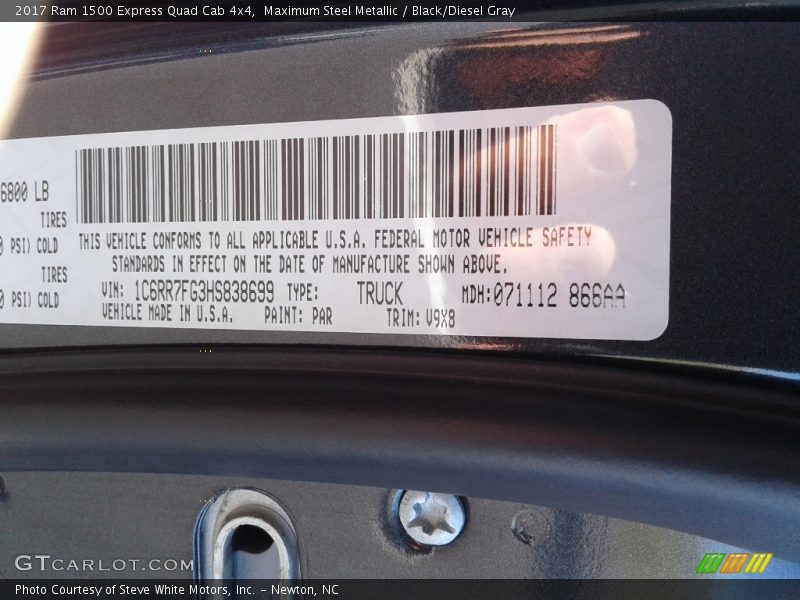 2017 Ram 1500 Express Quad Cab 4x4,  Maximum Steel Metallic / Black/Diesel Gray
6800 LB
TIRES
PSI) COLD
TIRES
PSI) COLD
THIS VEHICLE CONFORMS TO ALL APPLICABLE U.S.A. FEDERAL MOTOR VEHICLE SAFETY
STANDARDS IN EFFECT ON THE DATE OF MANUFACTURE SHOWN ABOVE.
VIN: 1C6RR7FG3HS838699 TYPE: TRUCK MDH:071112 866AA
VEHICLE MADE IN U.S.A. PAINT: PAR TRIM: V9X8
GTCARLOT.COM
Photo Courtesy of Steve White Motors, Inc. - Newton, NC